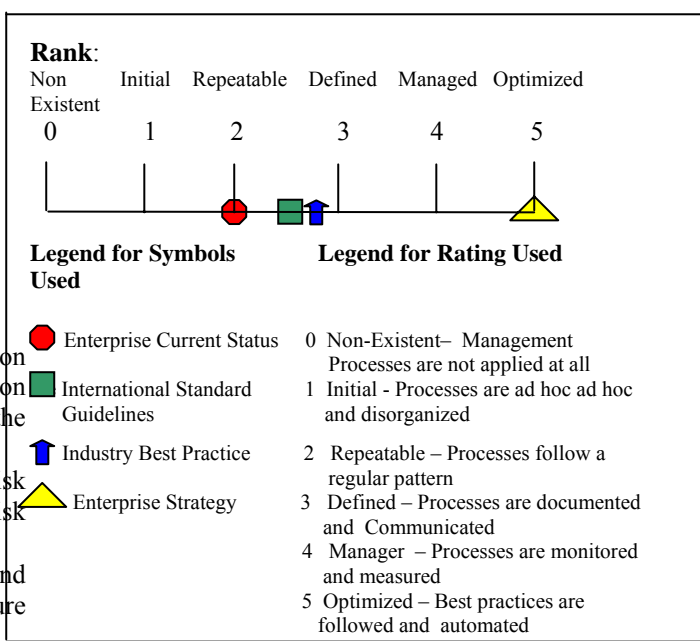 Rank:
Non Existent Initial Repeatable Defined Managed Optimized
0 1 2 3 4 5
Legend for Symbols Used
Legend for Rating Used
Enterprise Current Status
International Standard
Guidelines
Industry Best Practice
Enterprise Strategy
0 Non-Existent– Management
Processes are not applied at all
1 Initial - Processes are ad hoc ad hoc
and disorganized
2 Repeatable – Processes follow a
regular pattern
3 Defined – Processes are documented
and Communicated
4 Manager – Processes are monitored
and measured
5 Optimized – Best practices are
followed and automated